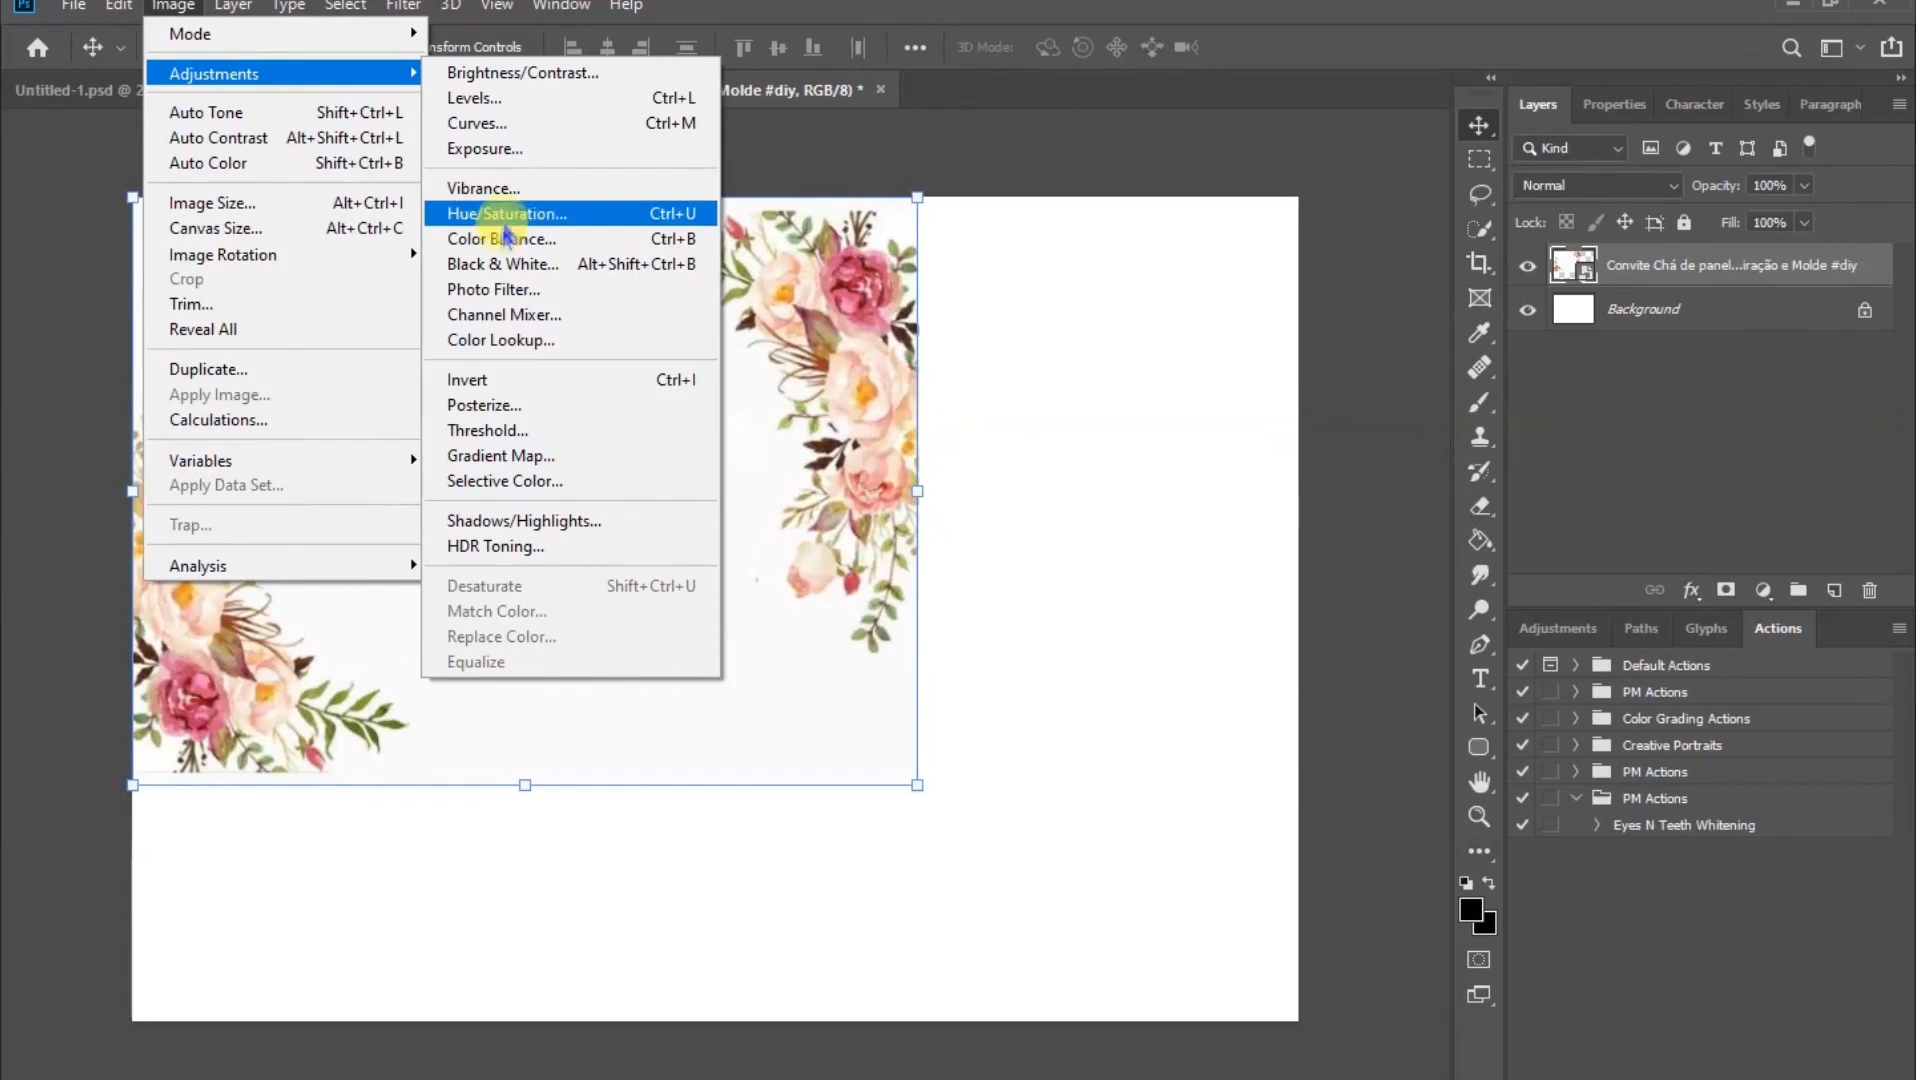 Ps File Edit Image Layer Type Select Filter 3D View Window Help
nsform Controls 3D Mode:
Untitled-1.psd @ 2
Molde #diy, RGB/8) * ×
Mode
Adjustments
Auto Tone Shift+Ctrl+L
Auto Contrast Alt+Shift+Ctrl+L
Auto Color Shift+Ctrl+B
Image Size... Alt+Ctrl+I
Canvas Size... Alt+Ctrl+C
Image Rotation
Crop
Trim...
Reveal All
Duplicate...
Apply Image...
Calculations...
Variables
Apply Data Set...
Trap...
Analysis
Brightness/Contrast...
Levels... Ctrl+L
Curves... Ctrl+M
Exposure...
Vibrance...
Hue/Saturation... Ctrl+U
Color Balance... Ctrl+B
Black & White... Alt+Shift+Ctrl+B
Photo Filter...
Channel Mixer...
Color Lookup...
Invert Ctrl+I
Posterize...
Threshold...
Gradient Map...
Selective Color...
Shadows/Highlights...
HDR Toning...
Desaturate Shift+Ctrl+U
Match Color...
Replace Color...
Equalize
Layers Properties Character Styles Paragraph
Kind
Normal Opacity: 100%
Lock: Fill: 100%
Convite Chá de panel...iração e Molde #diy
Background
fx
Adjustments Paths Glyphs Actions
Default Actions
PM Actions
Color Grading Actions
Creative Portraits
PM Actions
PM Actions
Eyes N Teeth Whitening